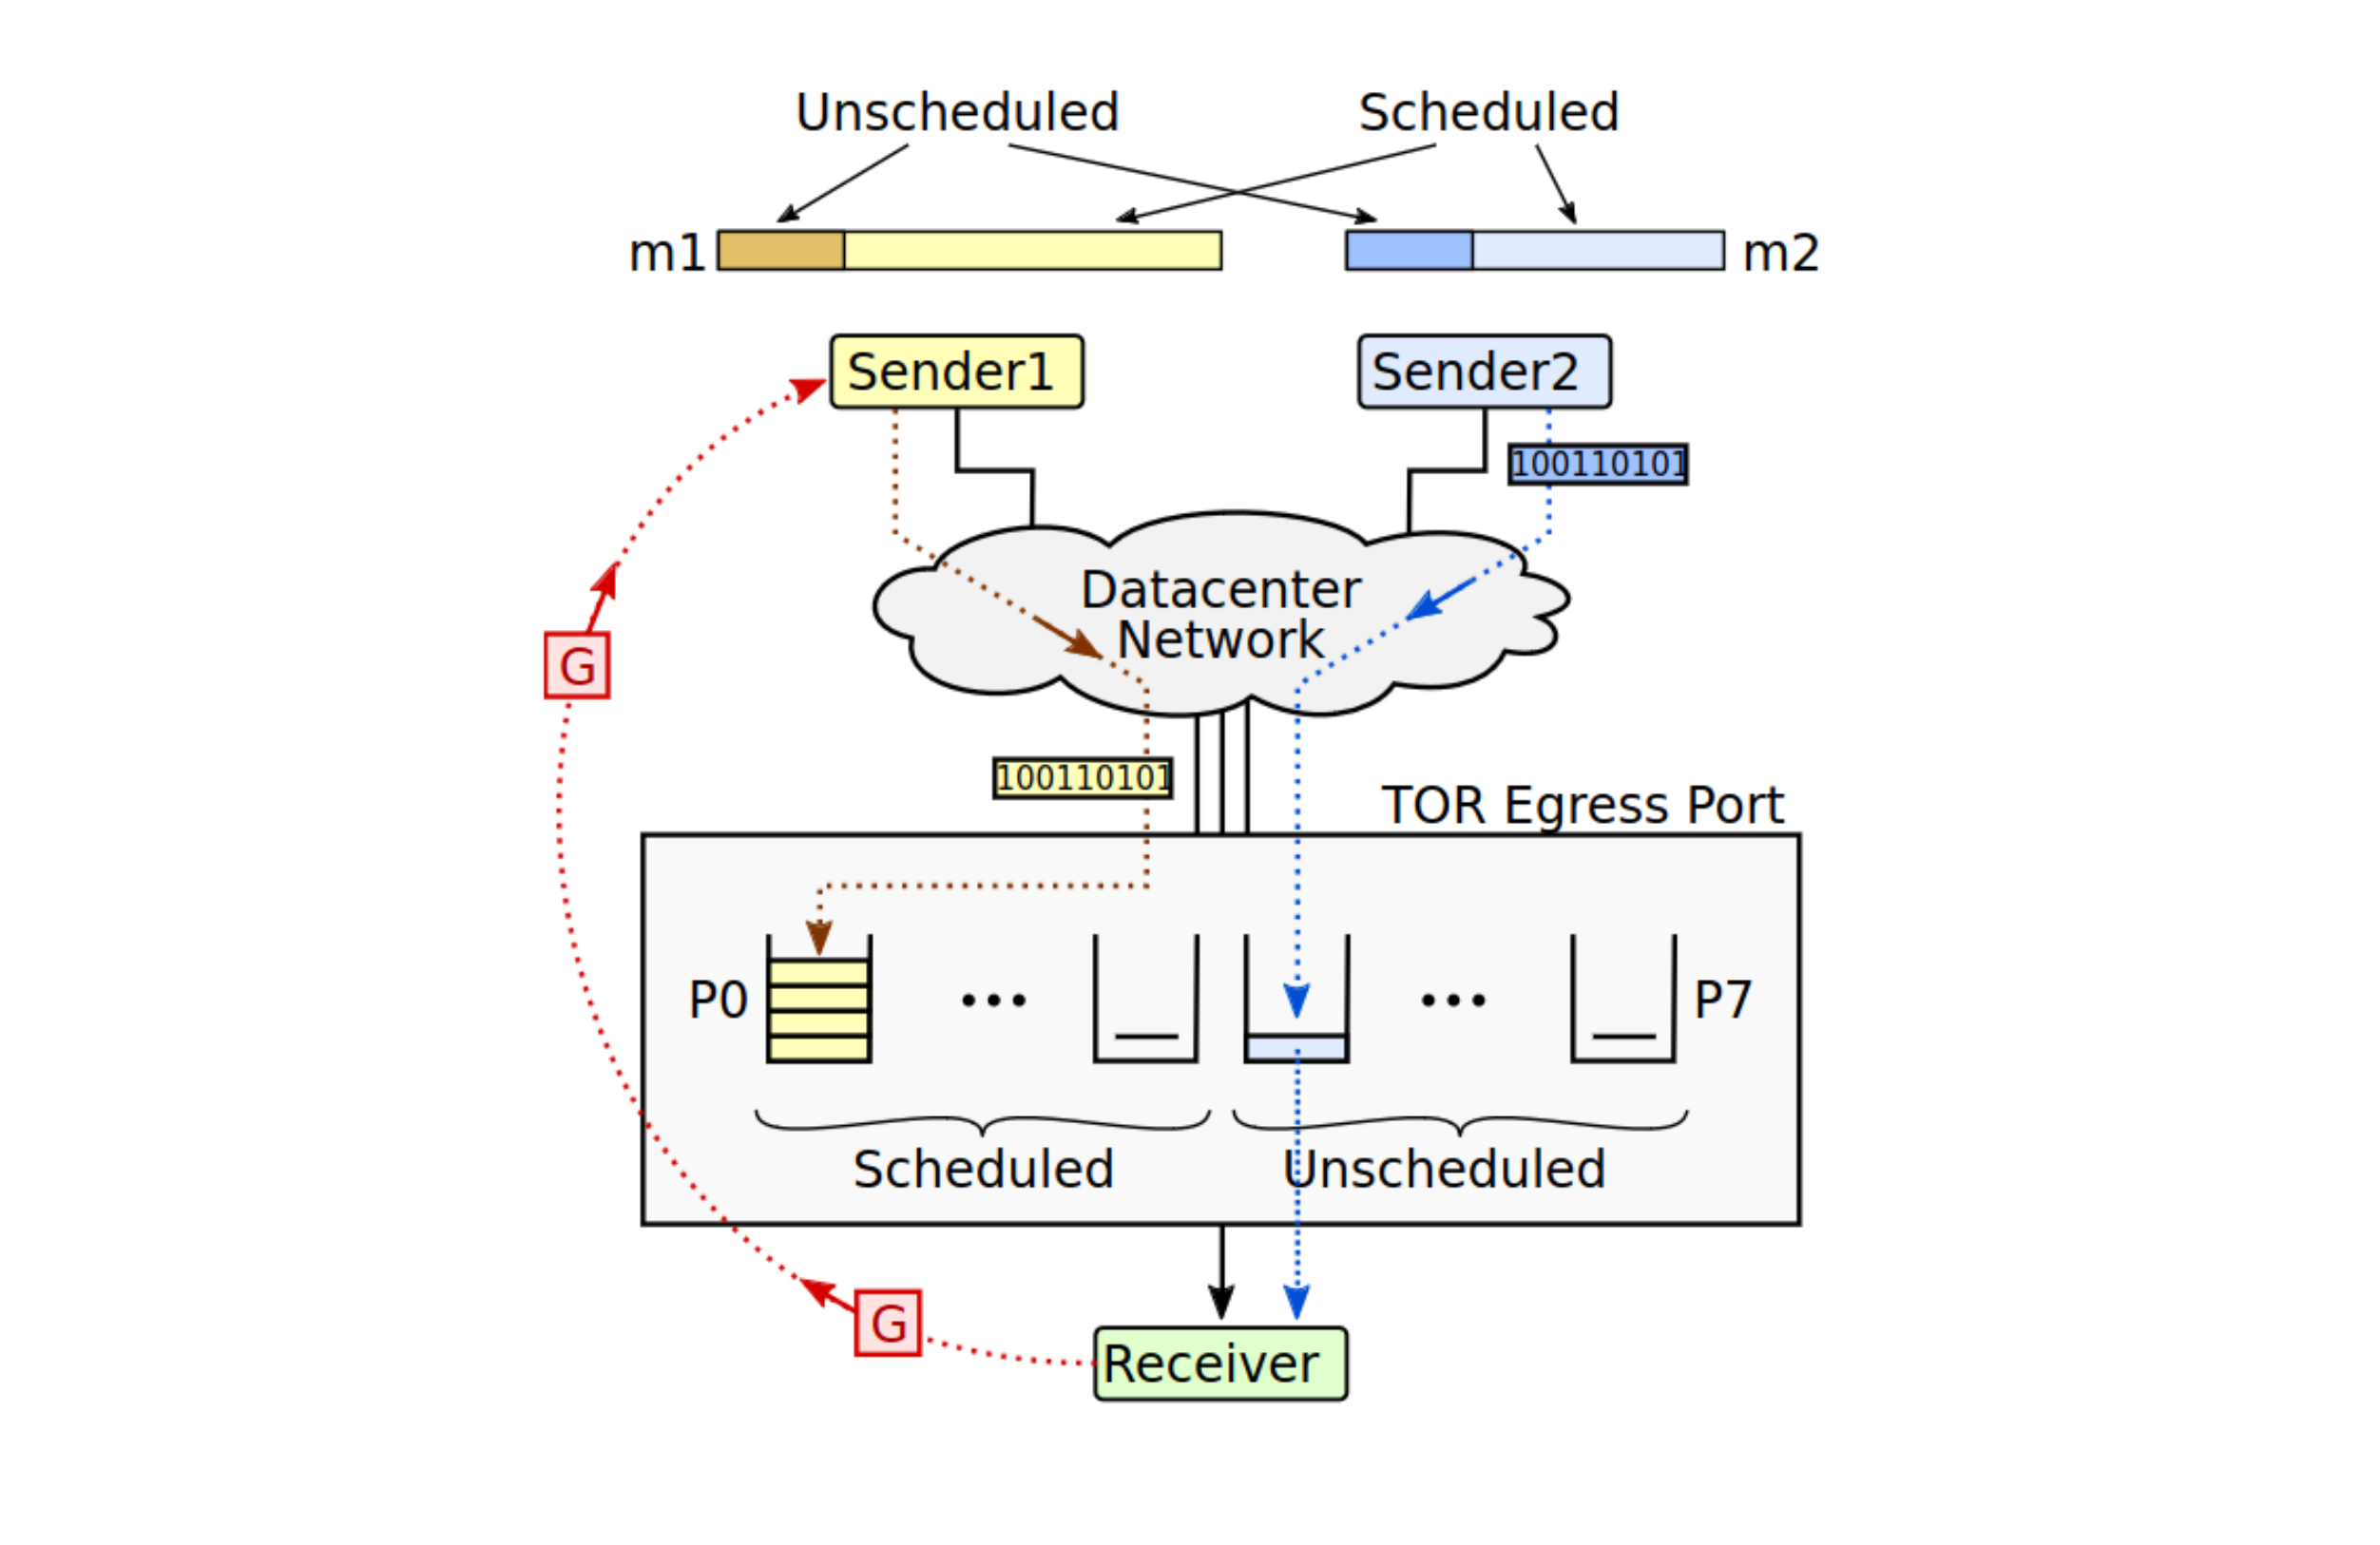 Unscheduled
Scheduled
m1
m2
Sender1
Sender2
100110101
Datacenter
Network
G
100110101
TOR Egress Port
P0
P7
Scheduled
Unscheduled
G
Receiver